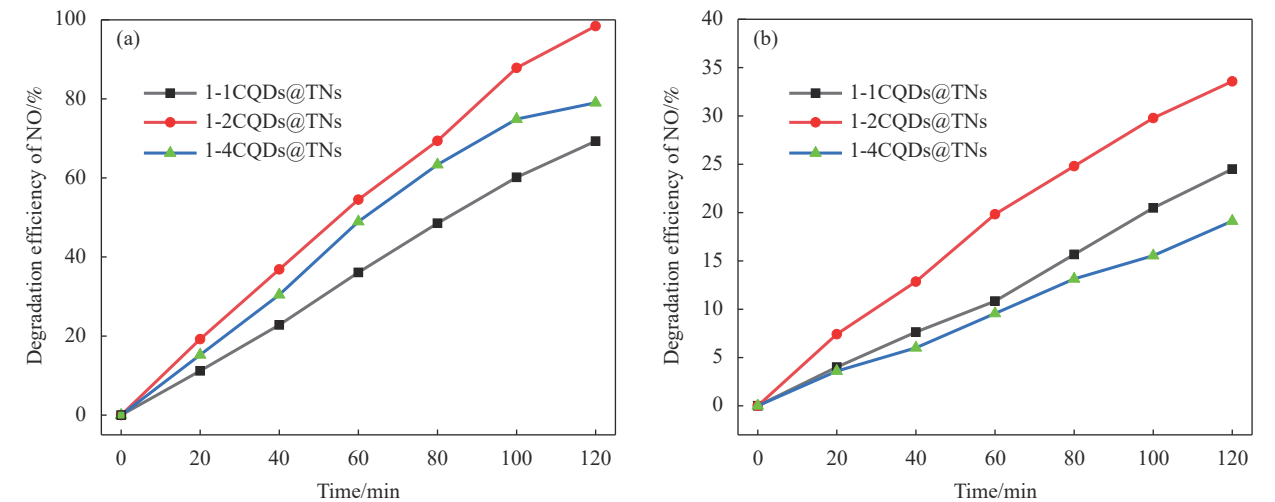 (a)
Degradation efficiency of NO/%
100
80
60
40
20
0
1-1CQDs@TNs
1-2CQDs@TNs
1-4CQDs@TNs
0 20 40 60 80 100 120
Time/min
(b)
Degradation efficiency of NO/%
40
35
30
25
20
15
10
5
0
1-1CQDs@TNs
1-2CQDs@TNs
1-4CQDs@TNs
0 20 40 60 80 100 120
Time/min